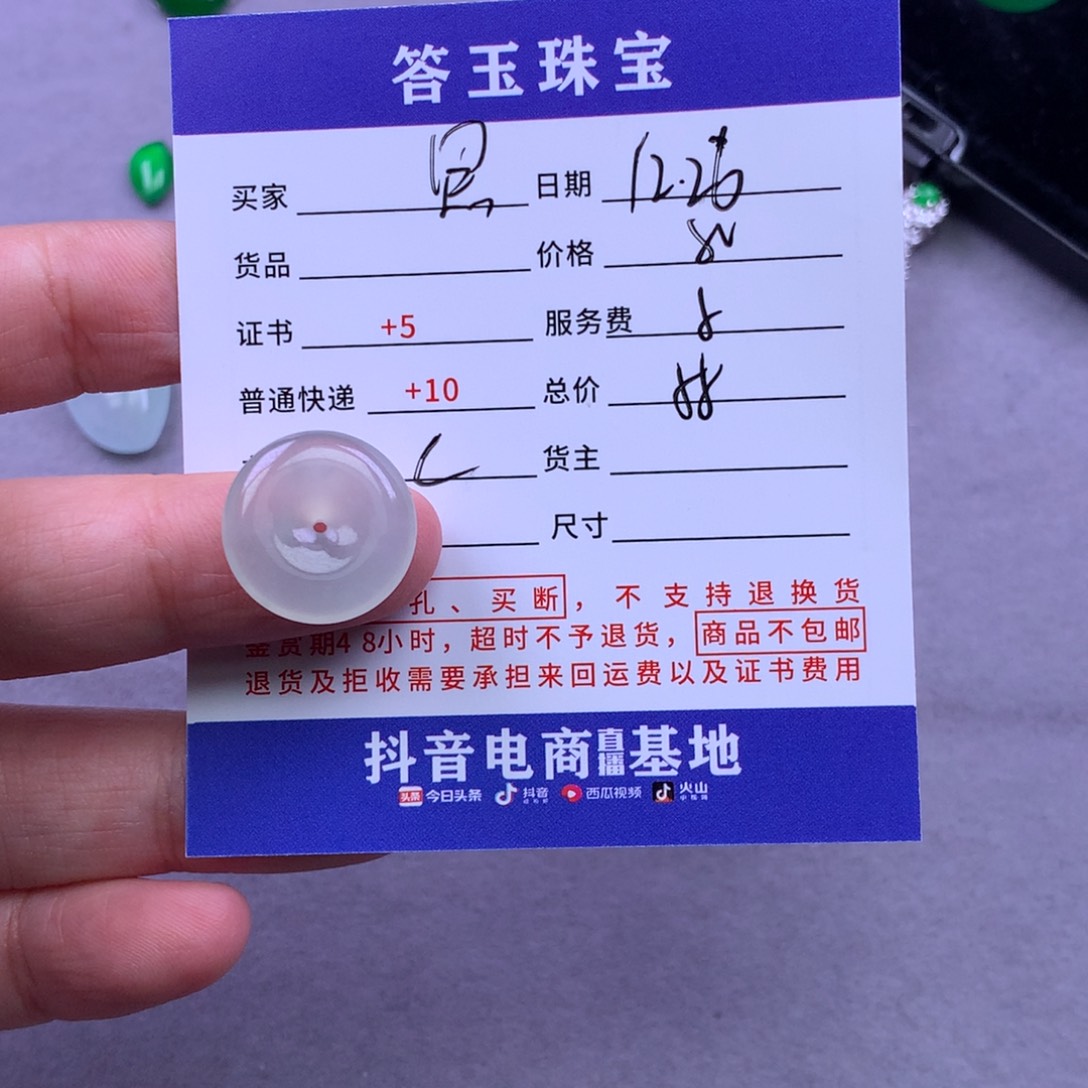 答玉珠宝
买家 日期 12.26
货品 价格 80
证书 +5 服务费 8
普通快递 +10 总价 88
货主
尺寸
孔、买断，不支持退换货
鉴赏期48小时，超时不予退货，商品不包邮
退货及拒收需要承担来回运费以及证书费用
抖音电商直播基地
头条 今日头条 抖音 西瓜视频 火山